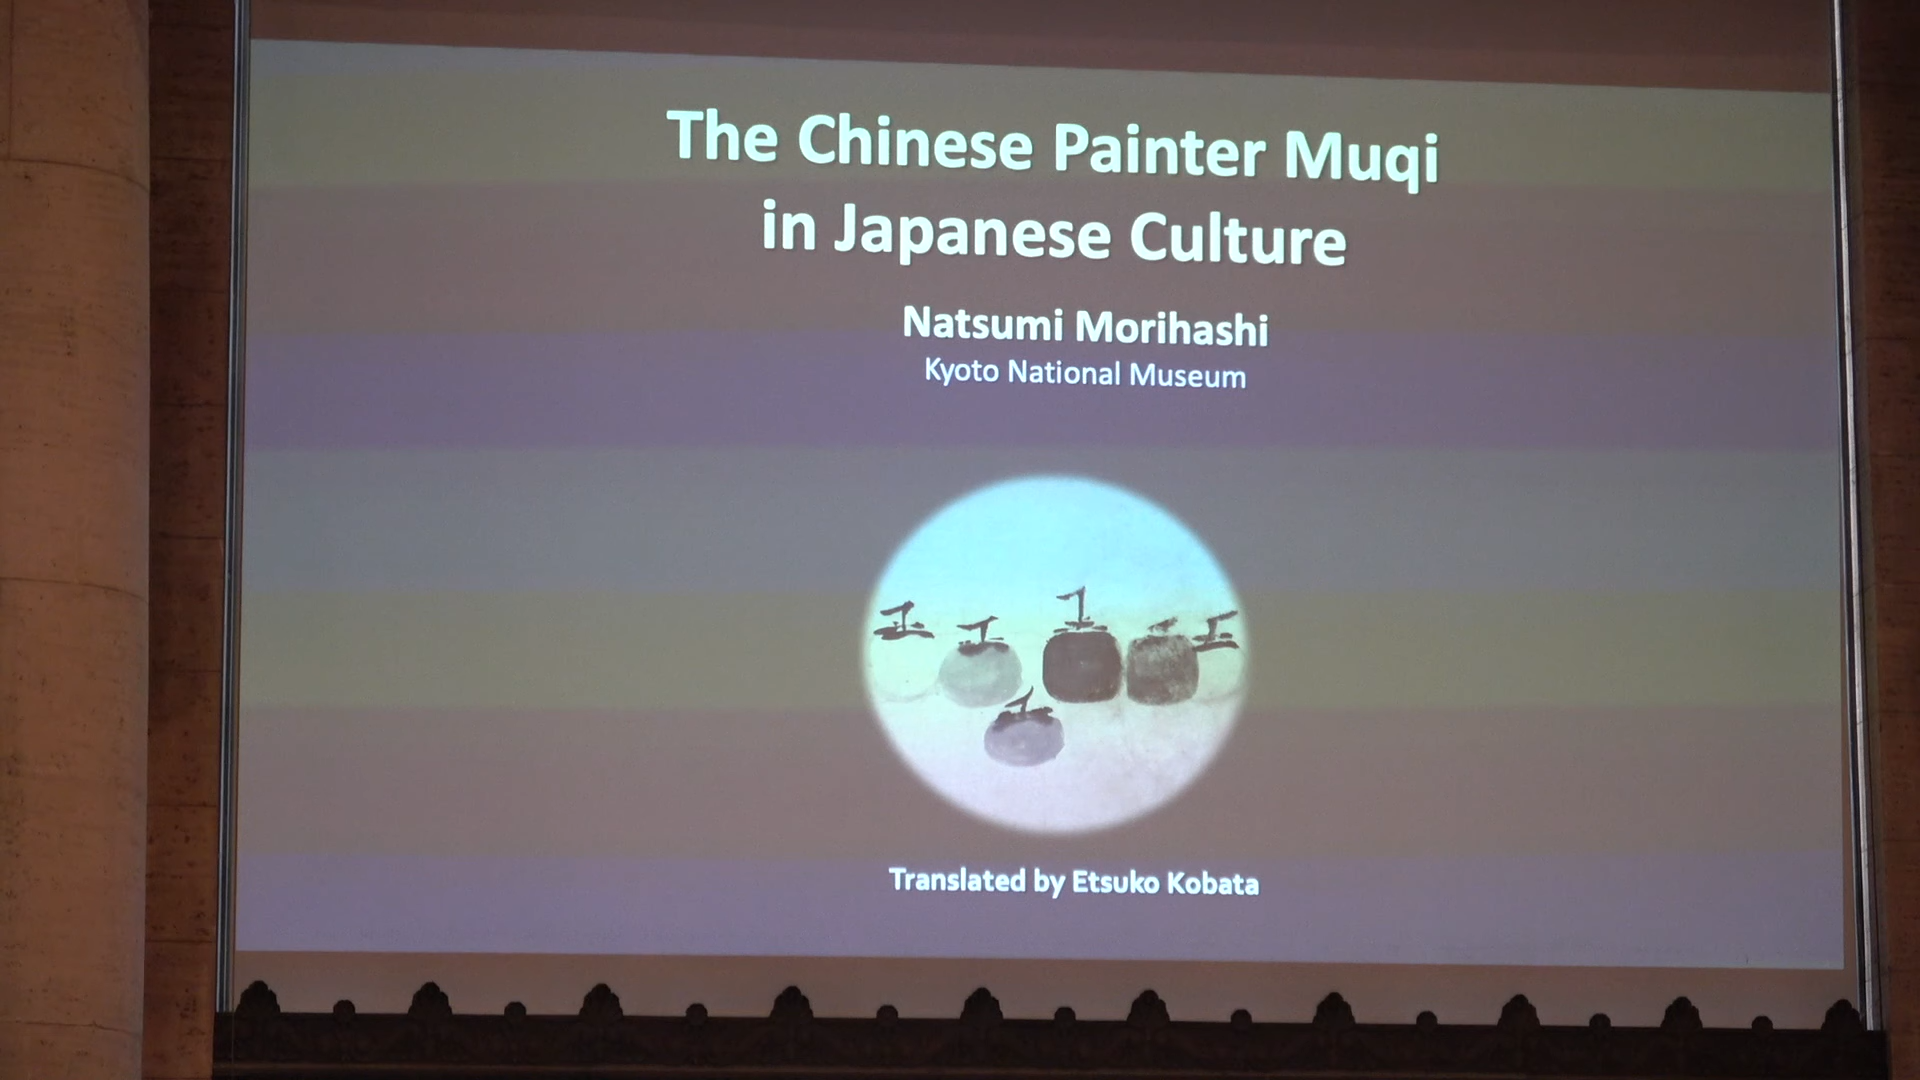 The Chinese Painter Muqi
in Japanese Culture
Natsumi Morihashi
Kyoto National Museum
Translated by Etsuko Kobata